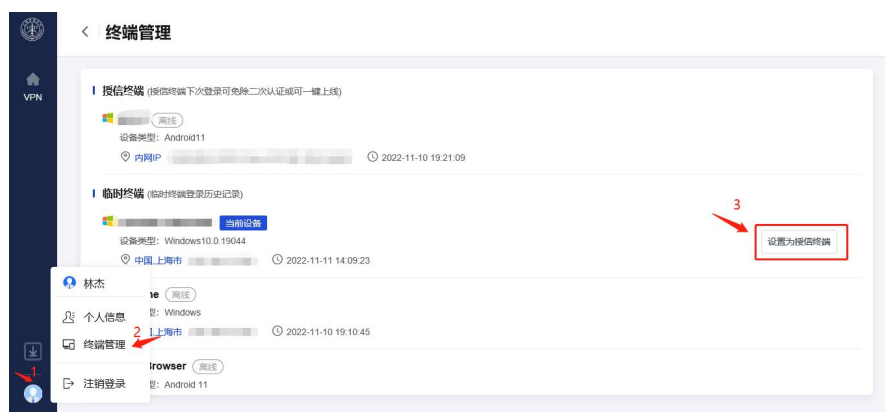 终端管理
VPN
授信终端 (授信终端下次登录可免除二次认证或可一键上线)
离线
设备类型：Android11
内网IP 2022-11-10 19:21:09
临时终端 (临时终端登录历史记录)
3
当前设备
设备类型：Windows10.0.19044
设置为授信终端
中国,上海市 2022-11-11 14:09:23
林杰
ne 离线
个人信息
型：Windows
2
,上海市 2022-11-10 19:10:45
终端管理
rowser 离线
1
注销登录
型：Android 11